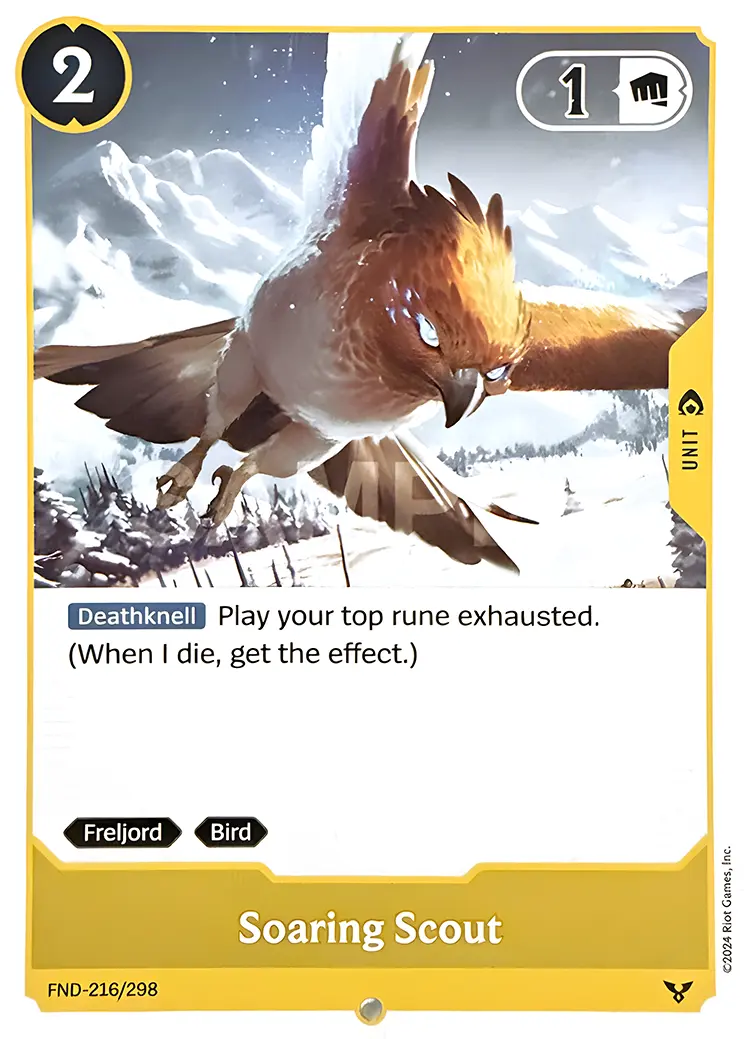 2
1
UNIT
SAMPLE
Deathknell Play your top rune exhausted.
(When I die, get the effect.)
Freljord Bird
Soaring Scout
FND-216/298
©2024 Riot Games, Inc.